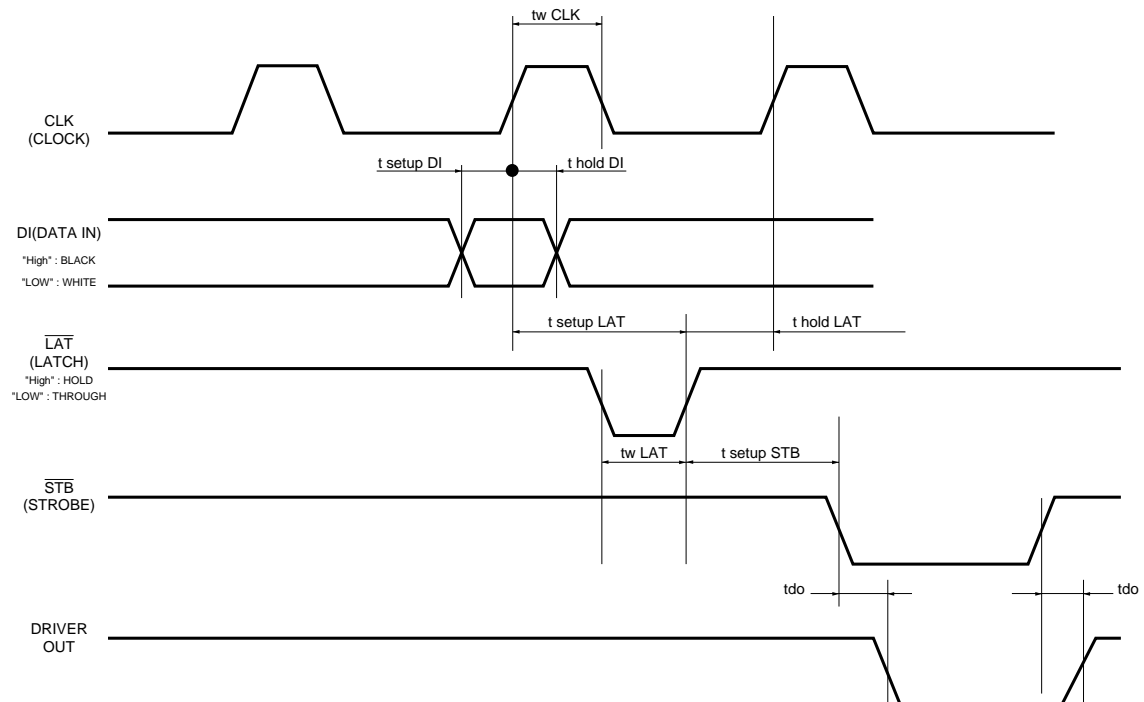 tw CLK
CLK
(CLOCK)
t setup DI
t hold DI
DI(DATA IN)
"High" : BLACK
"LOW" : WHITE
t setup LAT
t hold LAT
LAT
(LATCH)
"High" : HOLD
"LOW" : THROUGH
tw LAT
t setup STB
STB
(STROBE)
tdo
tdo
DRIVER
OUT